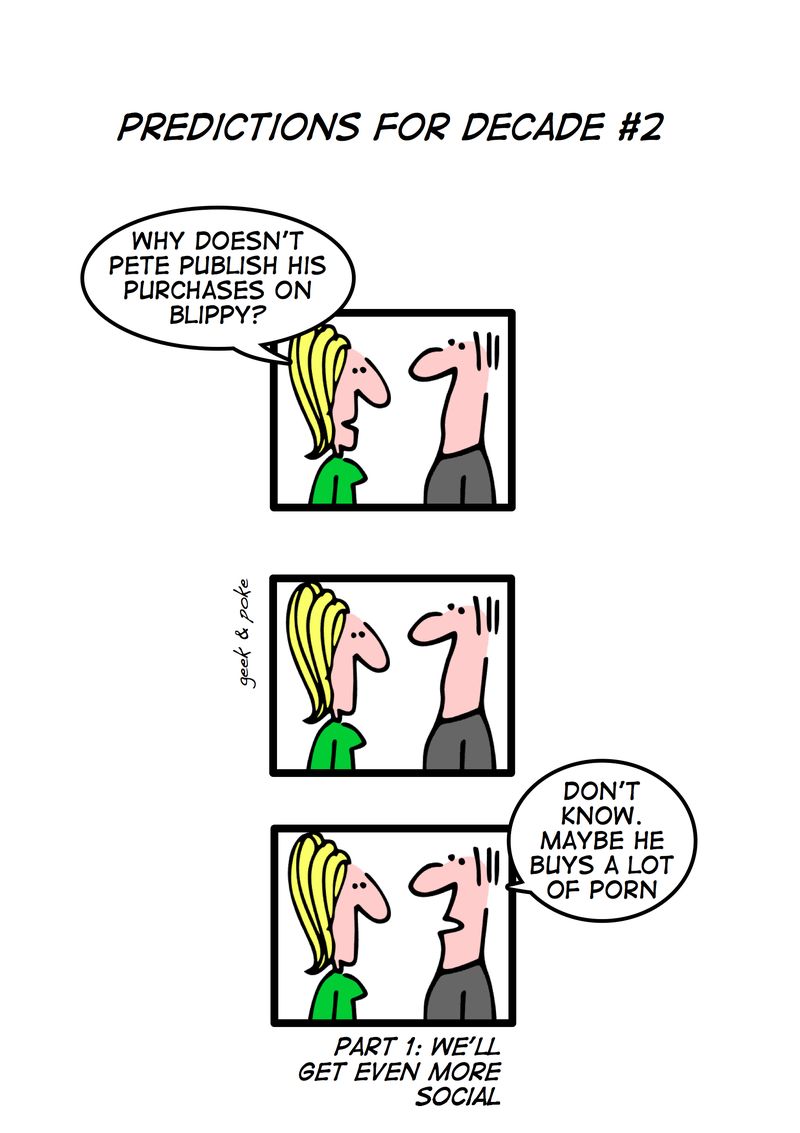 PREDICTIONS FOR DECADE #2
WHY DOESN'T
PETE PUBLISH HIS
PURCHASES ON
BLIPPY?
geek & poke
DON'T
KNOW.
MAYBE HE
BUYS A LOT
OF PORN
PART 1: WE'LL
GET EVEN MORE
SOCIAL